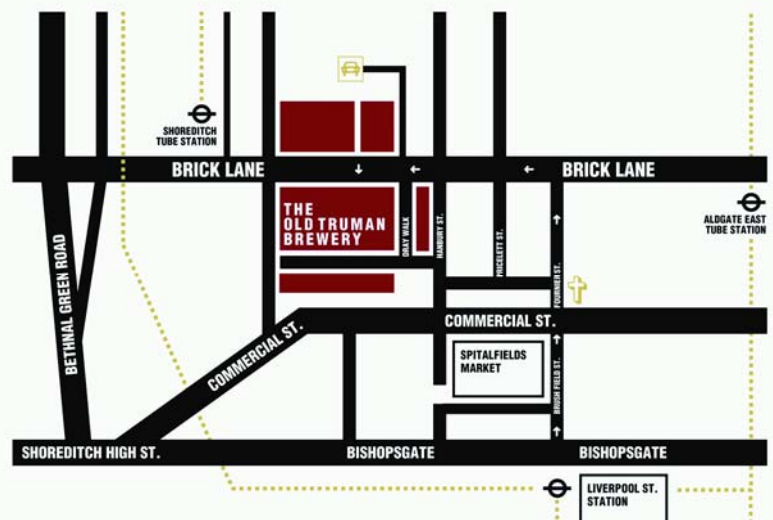 SHOREDITCH
TUBE STATION
BRICK LANE
BRICK LANE
THE
OLD TRUMAN
BREWERY
DRAY WALK
HANBURY ST.
PRICELETT ST.
FOURNIER ST.
ALDGATE EAST
TUBE STATION
BETHNAL GREEN ROAD
COMMERCIAL ST.
COMMERCIAL ST.
SPITALFIELDS
MARKET
BRUSH FIELD ST.
SHOREDITCH HIGH ST.
BISHOPSGATE
BISHOPSGATE
LIVERPOOL ST.
STATION